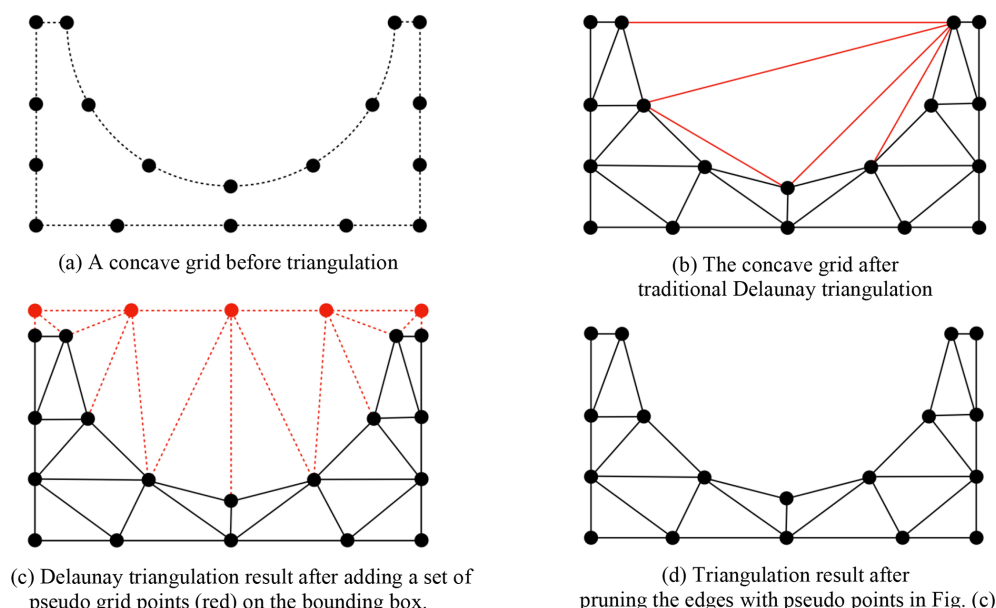 (a) A concave grid before triangulation
(b) The concave grid after
traditional Delaunay triangulation
(c) Delaunay triangulation result after adding a set of
pseudo grid points (red) on the bounding box.
(d) Triangulation result after
pruning the edges with pseudo points in Fig. (c)